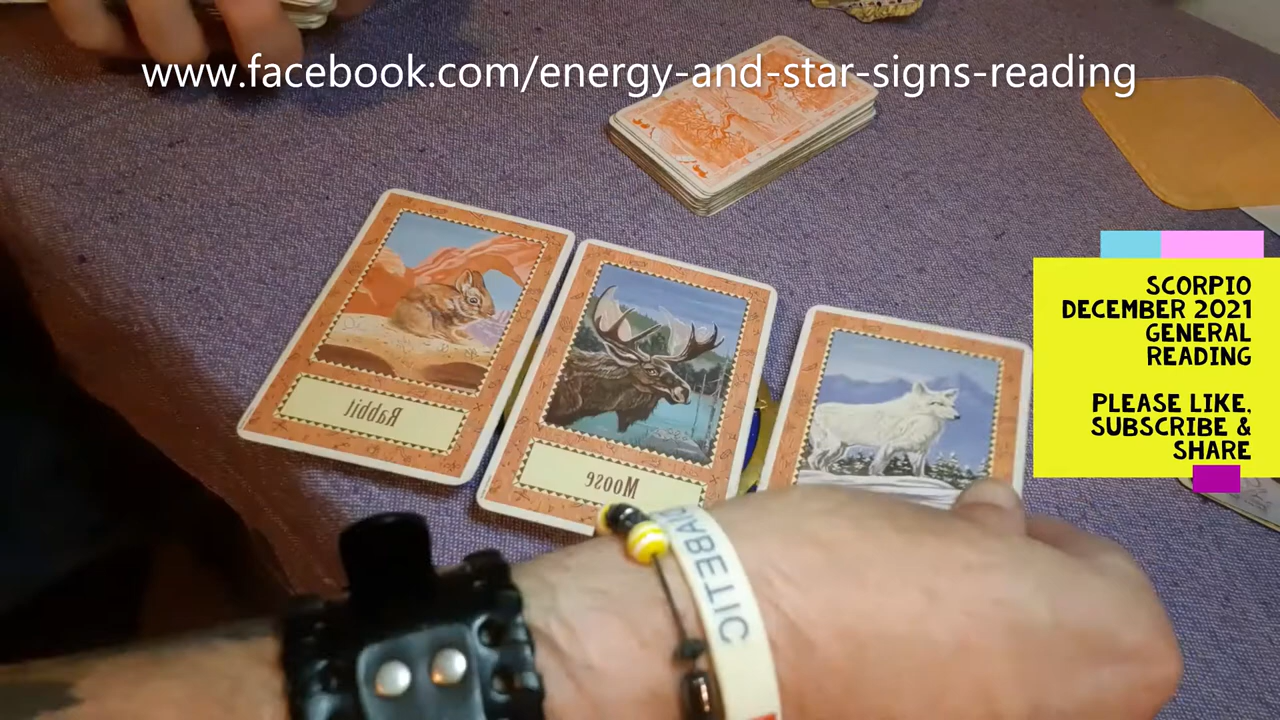 www.facebook.com/energy-and-star-signs-reading
SCORPIO
DECEMBER 2021
GENERAL
READING
PLEASE LIKE,
SUBSCRIBE &
SHARE
Rabbit
Moose
DIABETIC